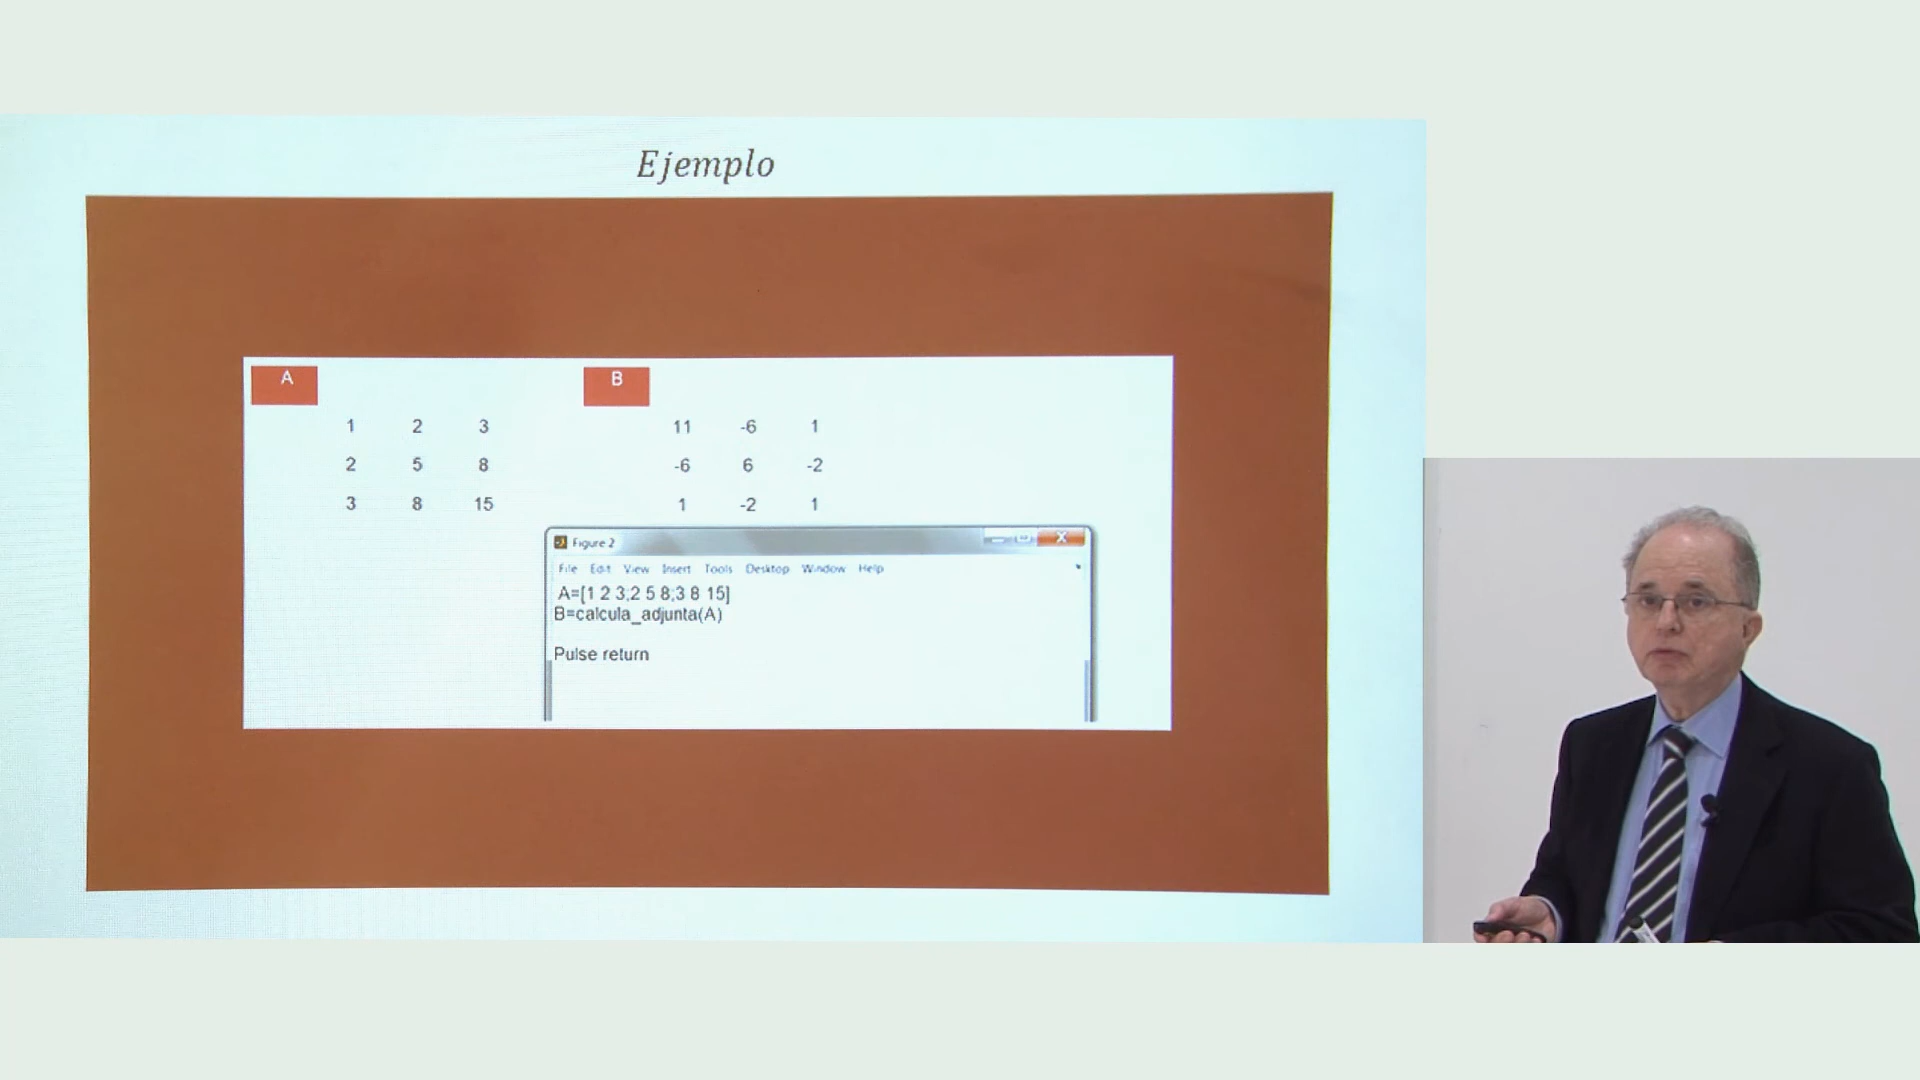 Ejemplo
A B
1 2 3 11 -6 1
2 5 8 -6 6 -2
3 8 15 1 -2 1
Figure 2
File Edit View Insert Tools Desktop Window Help
A=[1 2 3;2 5 8;3 8 15]
B=calcula_adjunta(A)
Pulse return